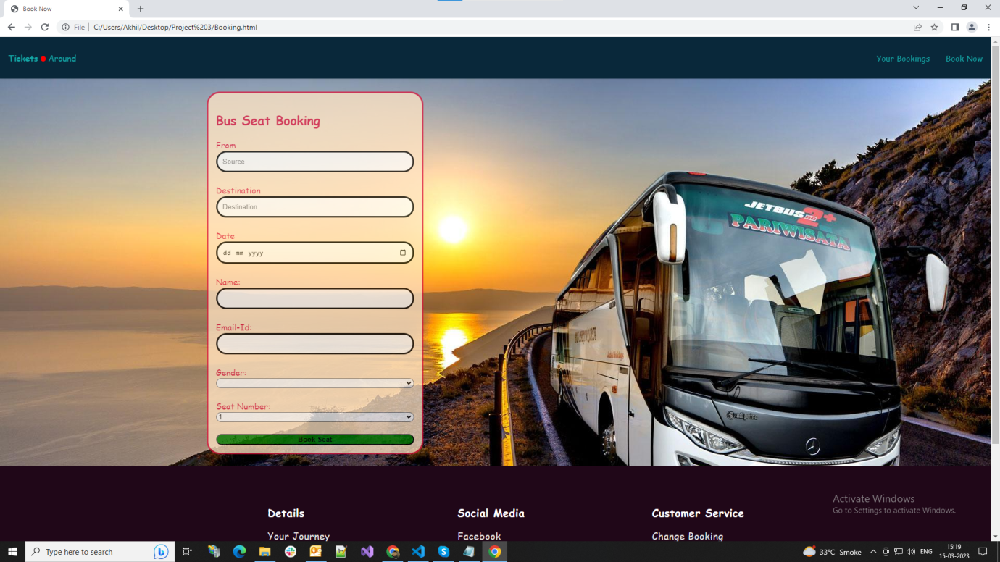 Book Now
File
C:/Users/Akhil/Desktop/Project%203/Booking.html
Tickets Around
Your Bookings
Book Now
Bus Seat Booking
From
Source
Destination
Destination
Date
dd-mm-yyyy
Name:
Email-Id:
Gender:
Seat Number:
1
Book Seat
JETBUS 2+
HD
PARIWISATA
Details
Social Media
Customer Service
Your Journey
Facebook
Change Booking
Activate Windows
Go to Settings to activate Windows.
Type here to search
33°C Smoke
ENG
15:19
15-03-2023